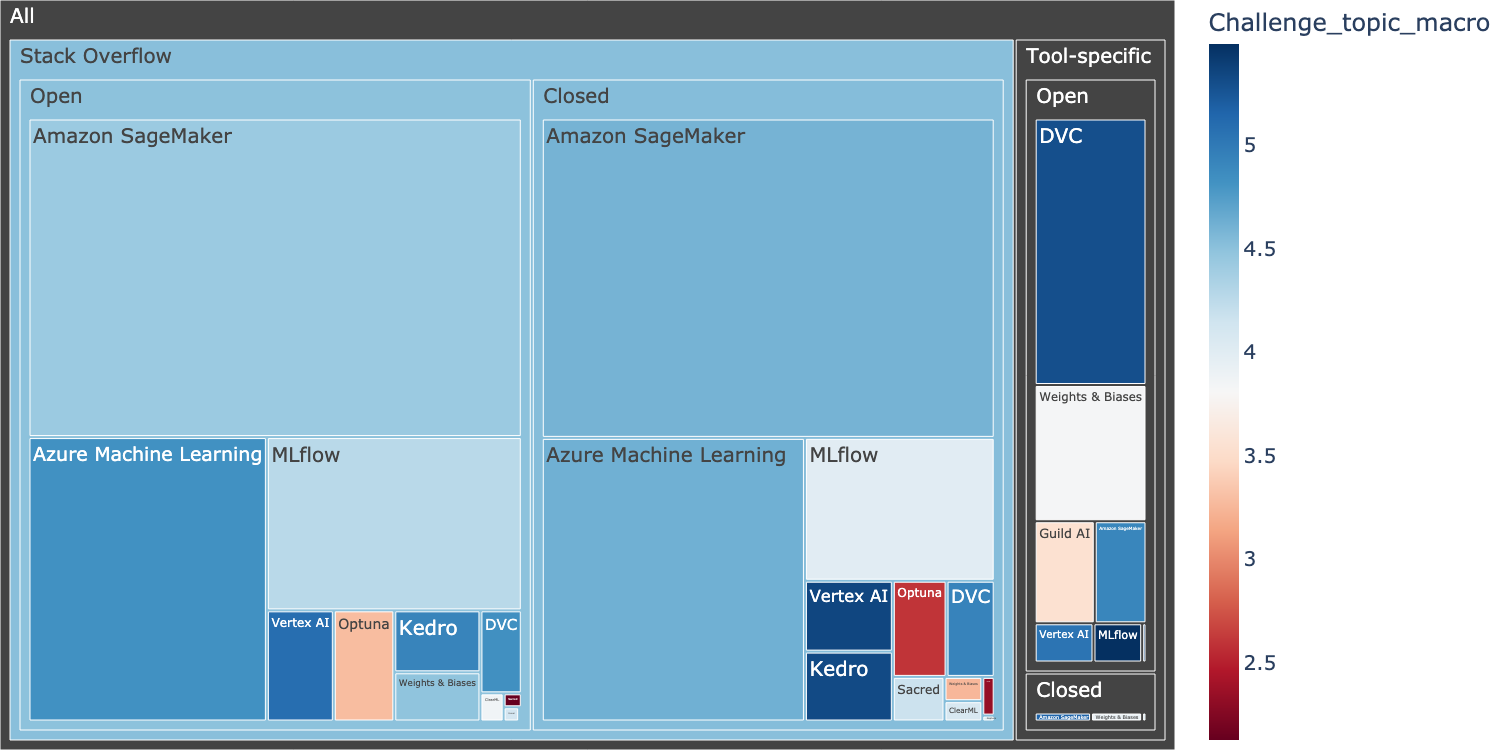 All
Stack Overflow
Open
Amazon SageMaker
Azure Machine Learning
MLflow
Vertex AI
Optuna
Kedro
DVC
Weights & Biases
ClearML
Sacred
Closed
Amazon SageMaker
Azure Machine Learning
MLflow
Vertex AI
Optuna
DVC
Kedro
Sacred
Weights & Biases
ClearML
Tool-specific
Open
DVC
Weights & Biases
Guild AI
Amazon SageMaker
Vertex AI
MLflow
Closed
Amazon SageMaker
Weights & Biases
Challenge_topic_macro
5
4.5
4
3.5
3
2.5